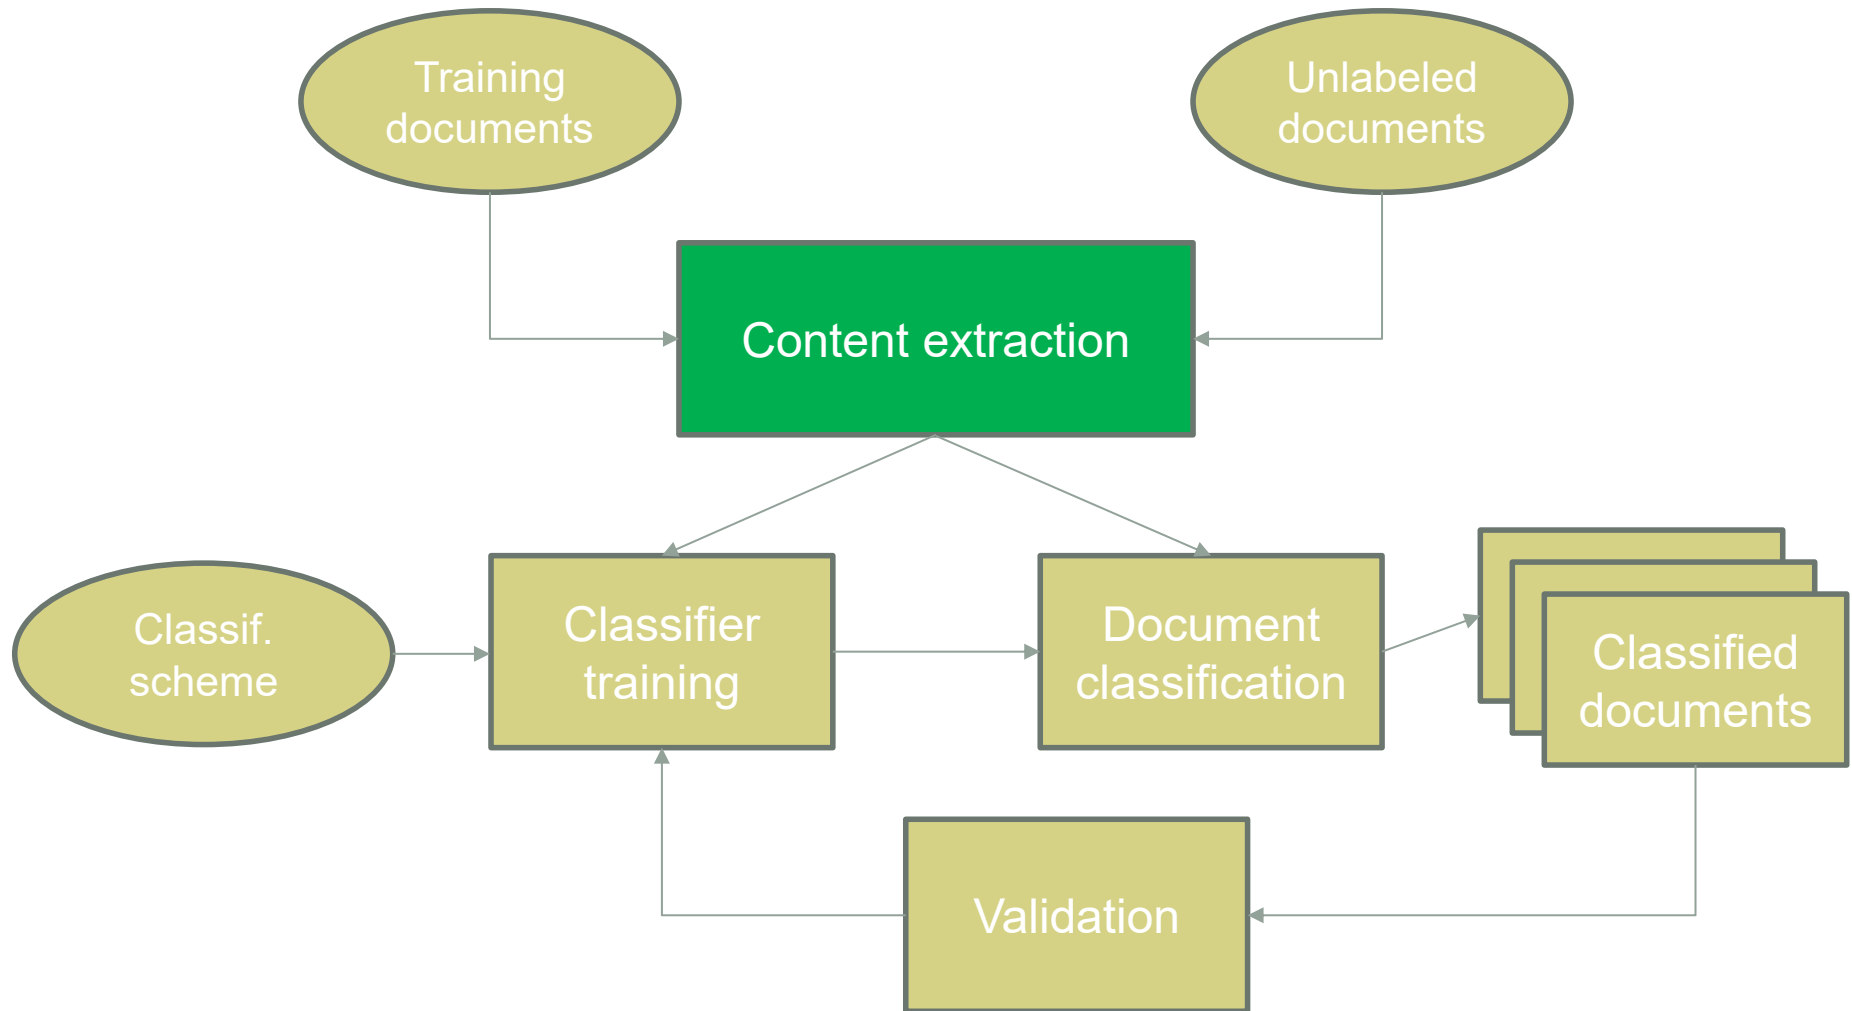 Training
documents
Unlabeled
documents
Content extraction
Classif.
scheme
Classifier
training
Document
classification
Classified
documents
Validation